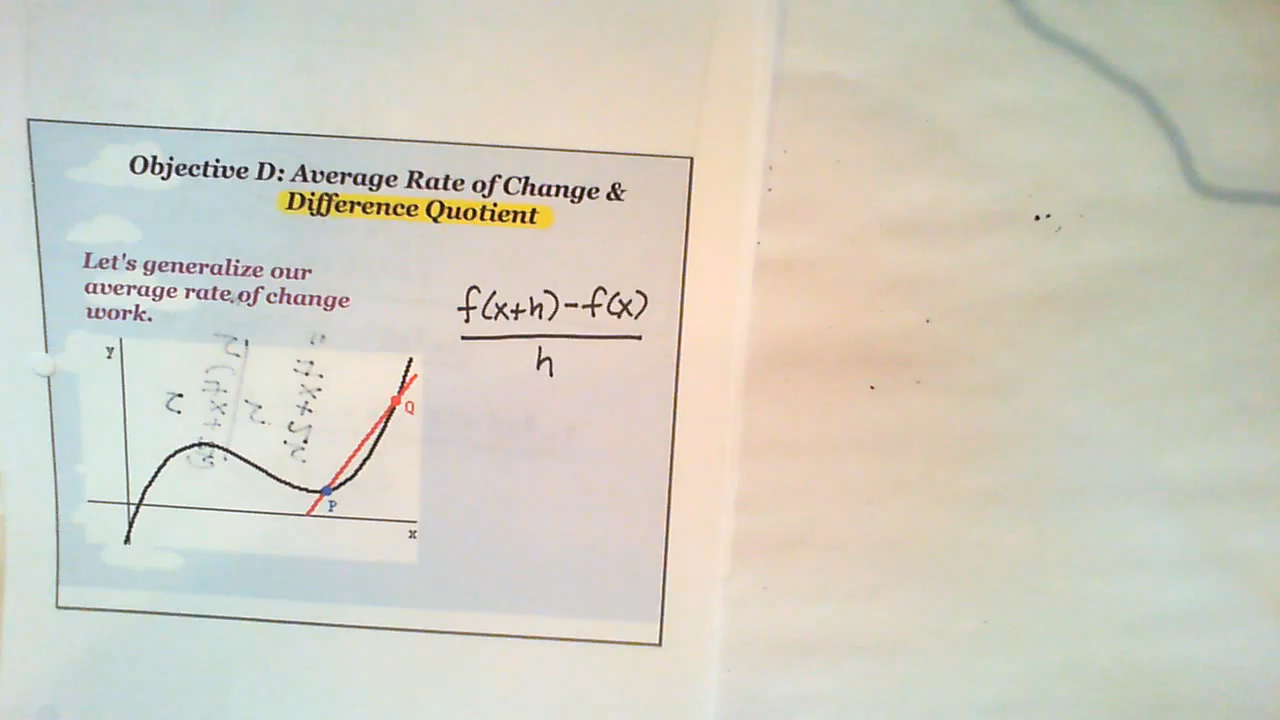 Objective D: Average Rate of Change &
Difference Quotient
Let's generalize our
average rate of change
work.
f(x+h)-f(x)
h
y
Q
P
x